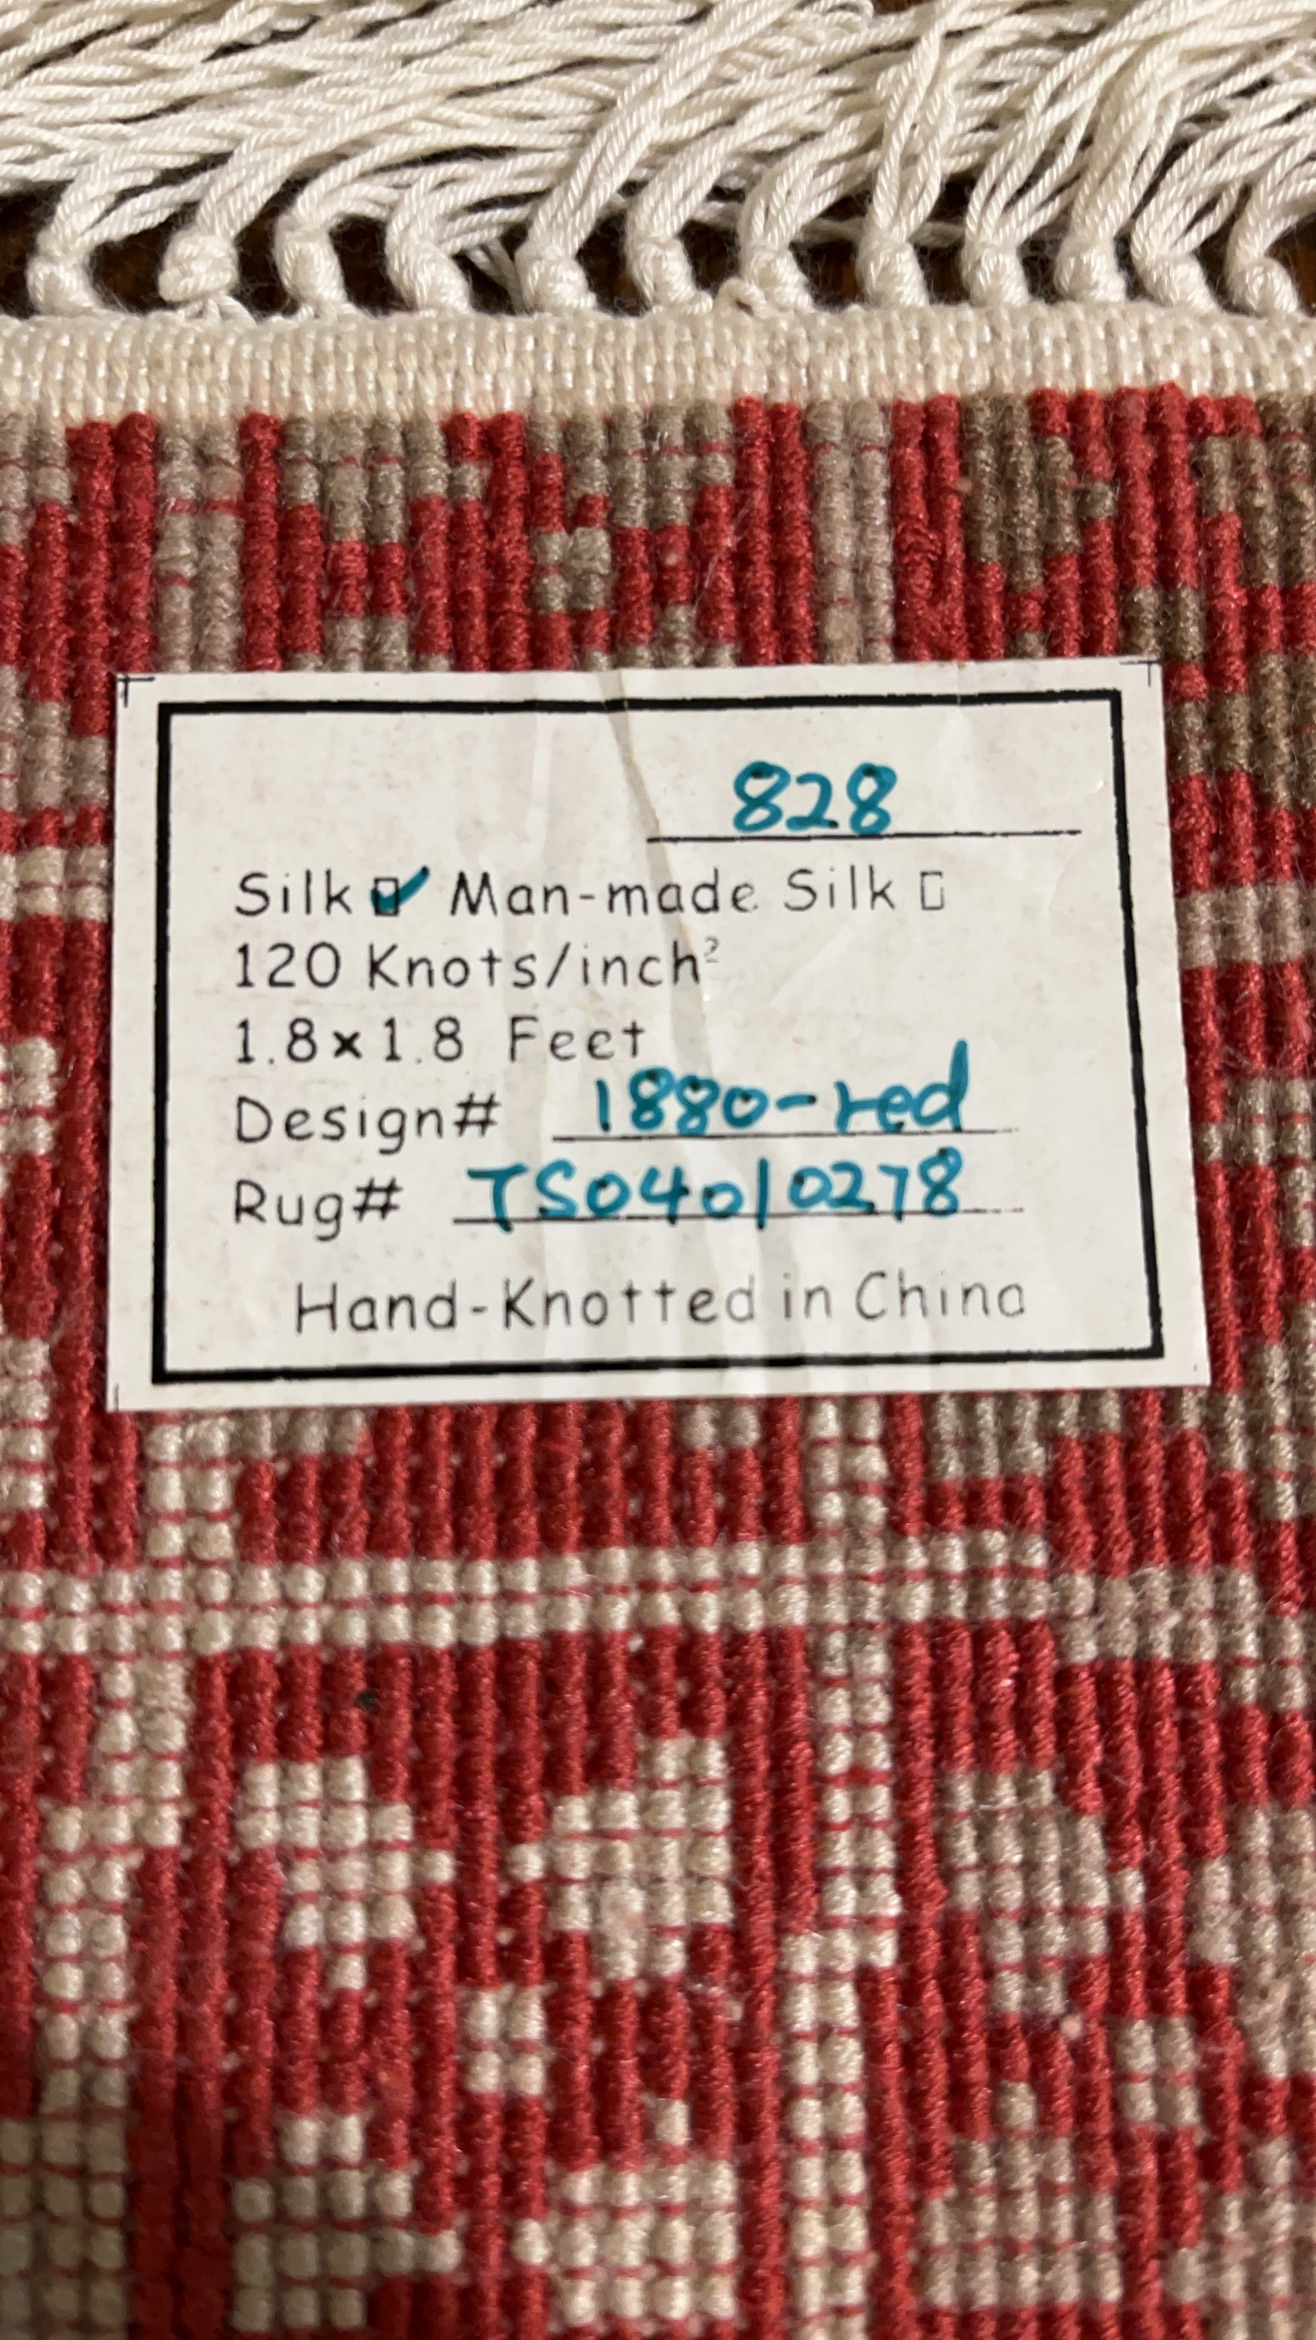 828
Silk ☑ Man-made Silk ☐
120 Knots/inch²
1.8×1.8 Feet
Design# 1880-red
Rug# TS04010278
Hand-Knotted in China